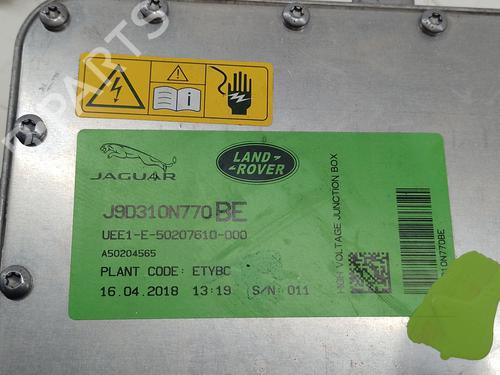 JAGUAR
LAND
ROVER
J9D310N770 BE
UEE1-E-50207610-000
A50204565
PLANT CODE: ETYBC
16.04.2018 13:19 S/N: 011
HIGH VOLTAGE JUNCTION BOX